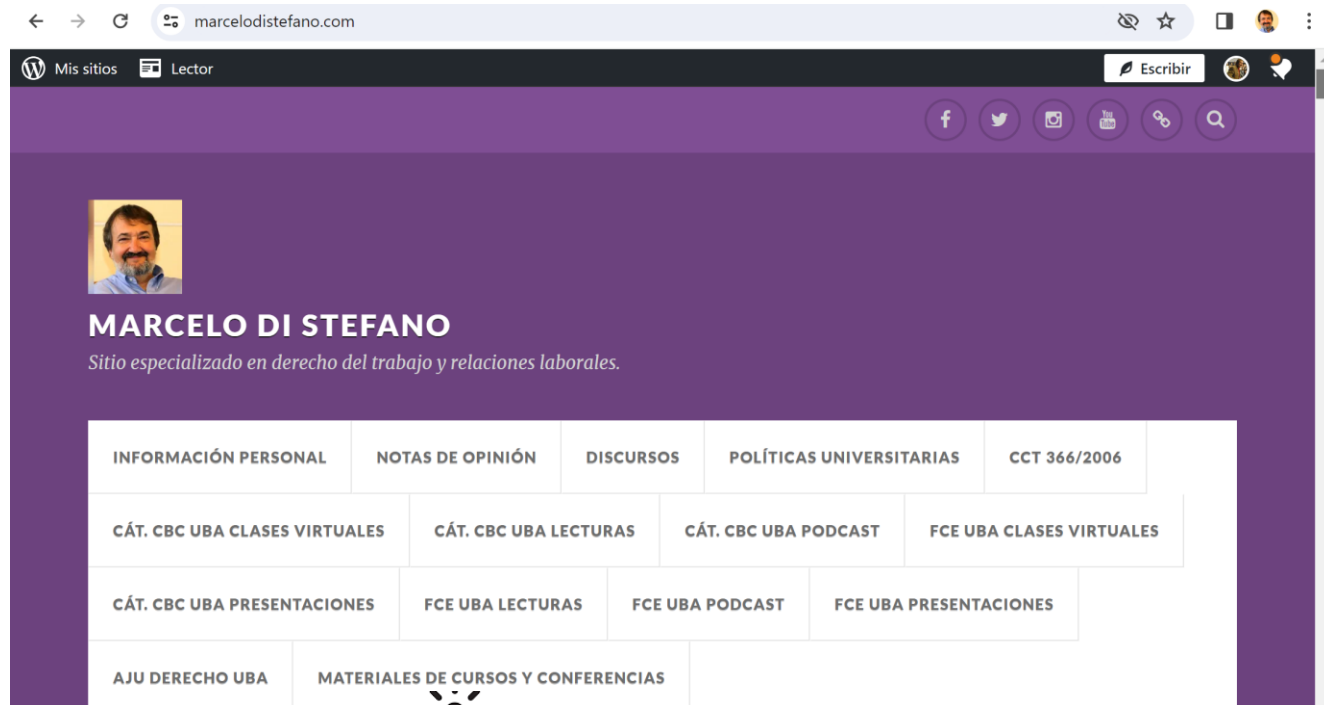 marcelodistefano.com
Mis sitios Lector Escribir
You Tube
MARCELO DI STEFANO
Sitio especializado en derecho del trabajo y relaciones laborales.
INFORMACIÓN PERSONAL NOTAS DE OPINIÓN DISCURSOS POLÍTICAS UNIVERSITARIAS CCT 366/2006
CÁT. CBC UBA CLASES VIRTUALES CÁT. CBC UBA LECTURAS CÁT. CBC UBA PODCAST FCE UBA CLASES VIRTUALES
CÁT. CBC UBA PRESENTACIONES FCE UBA LECTURAS FCE UBA PODCAST FCE UBA PRESENTACIONES
AJU DERECHO UBA MATERIALES DE CURSOS Y CONFERENCIAS